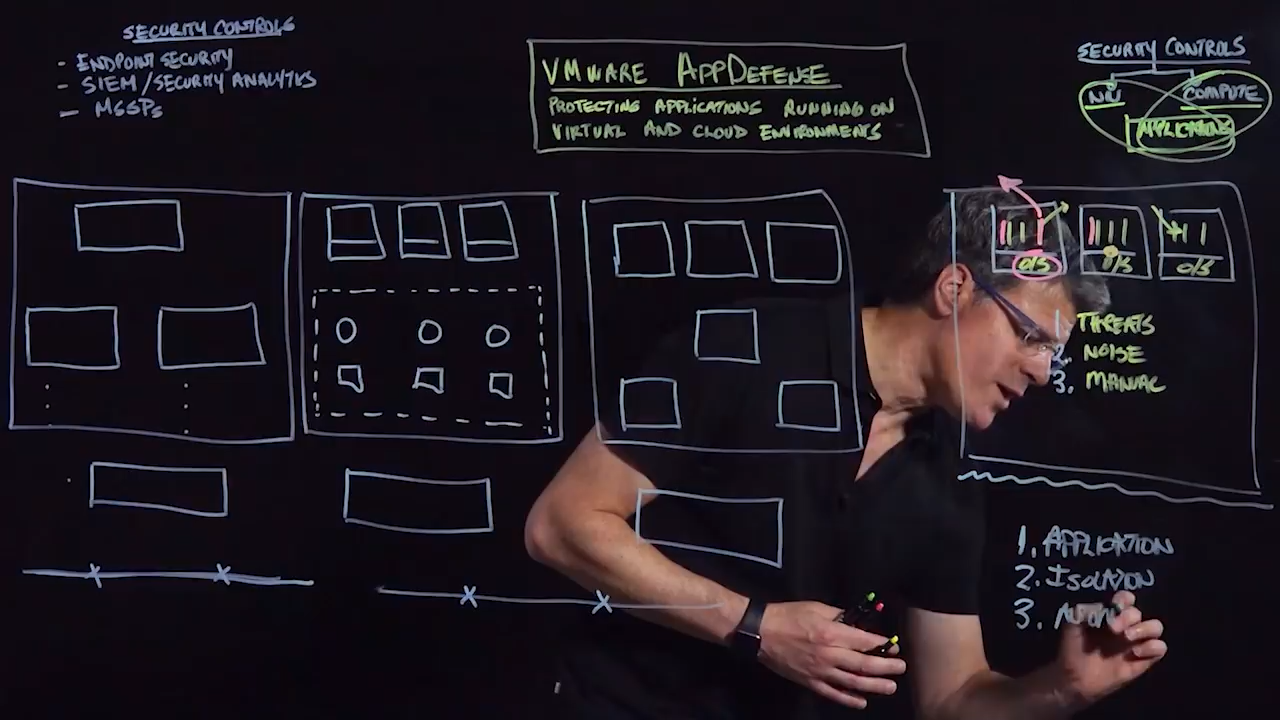 SECURITY CONTROLS
- ENDPOINT SECURITY
- SIEM/SECURITY ANALYTICS
- MSSPs
VMWARE APPDEFENSE
PROTECTING APPLICATIONS RUNNING ON
VIRTUAL AND CLOUD ENVIRONMENTS
SECURITY CONTROLS
COMPUTE
APPLICATIONS
O/S O/S O/S
1. THREATS
2. NOISE
3. MANUAL
1. APPLICATION
2. ISOLATION
3.